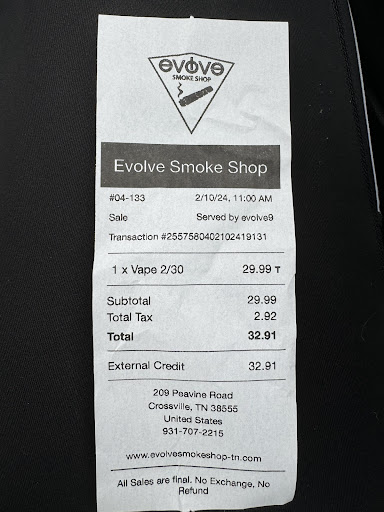 evolve
SMOKE SHOP
Evolve Smoke Shop
#04-133 2/10/24, 11:00 AM
Sale Served by evolve9
Transaction #2557580402102419131
1 x Vape 2/30 29.99 T
Subtotal 29.99
Total Tax 2.92
Total 32.91
External Credit 32.91
209 Peavine Road
Crossville, TN 38555
United States
931-707-2215
www.evolvesmokeshop-tn.com
All Sales are final. No Exchange, No
Refund